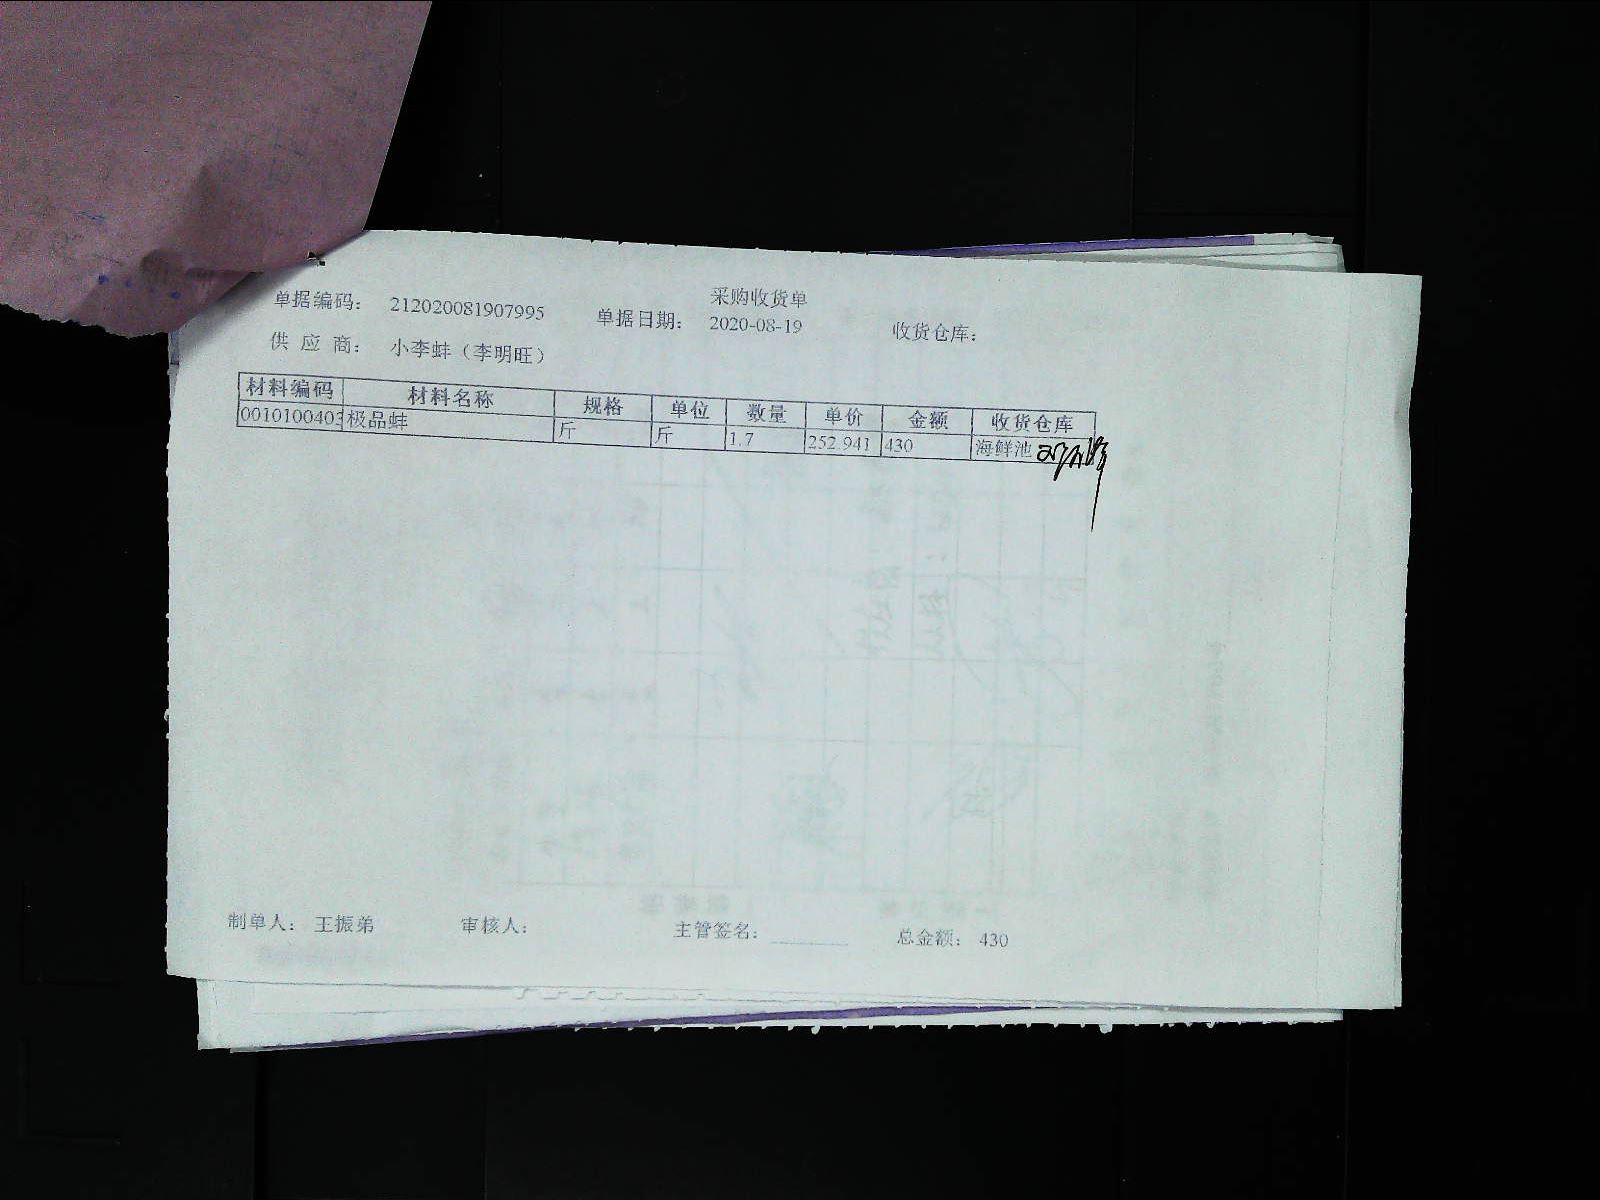 采购收货单
单据编码： 212020081907995 单据日期： 2020-08-19 收货仓库：
供 应 商： 小李蚌（李明旺）
材料编码 材料名称 规格 单位 数量 单价 金额 收货仓库
0010100403 极品蚌 斤 斤 1.7 252.941 430 海鲜池
制单人： 王振弟 审核人： 主管签名： 总金额： 430